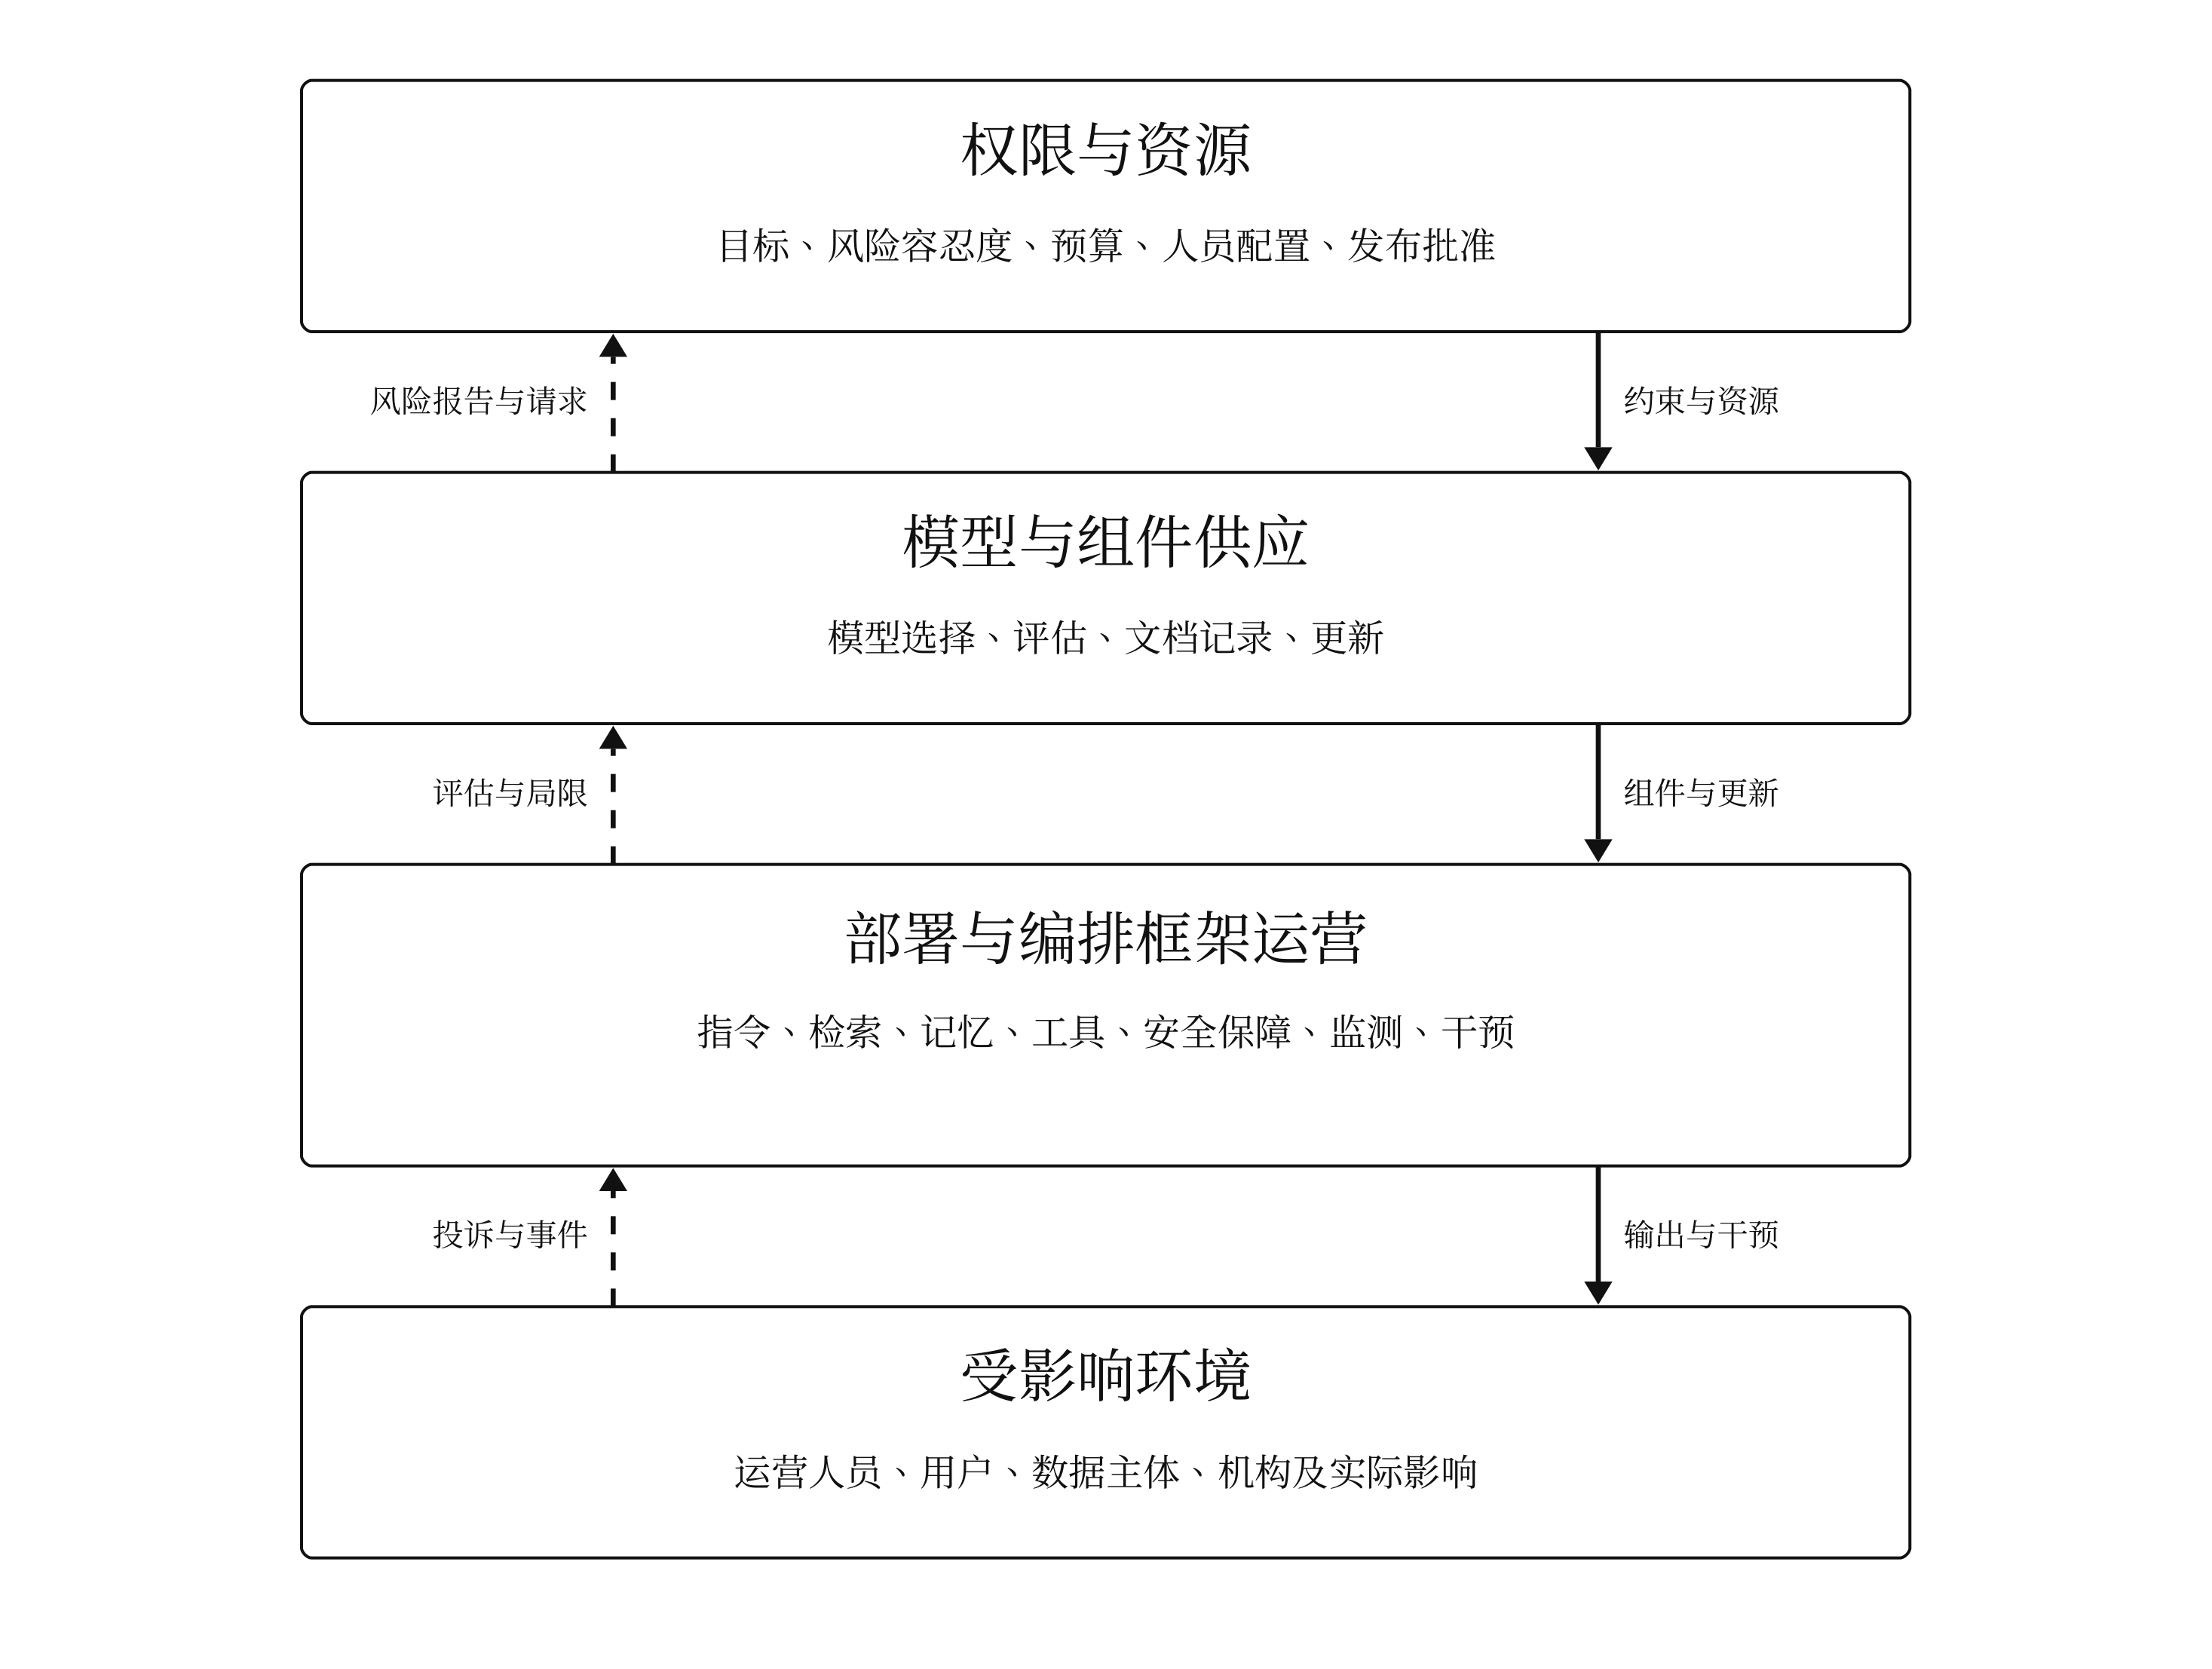 权限与资源
目标、风险容忍度、预算、人员配置、发布批准
风险报告与请求
约束与资源
模型与组件供应
模型选择、评估、文档记录、更新
评估与局限
组件与更新
部署与编排框架运营
指令、检索、记忆、工具、安全保障、监测、干预
投诉与事件
输出与干预
受影响环境
运营人员、用户、数据主体、机构及实际影响